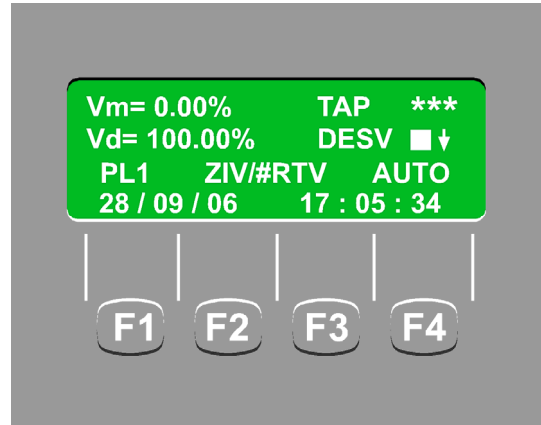 Vm= 0.00% TAP ***
Vd= 100.00% DESV ■↓
PL1 ZIV/#RTV AUTO
28 / 09 / 06 17 : 05 : 34
F1 F2 F3 F4